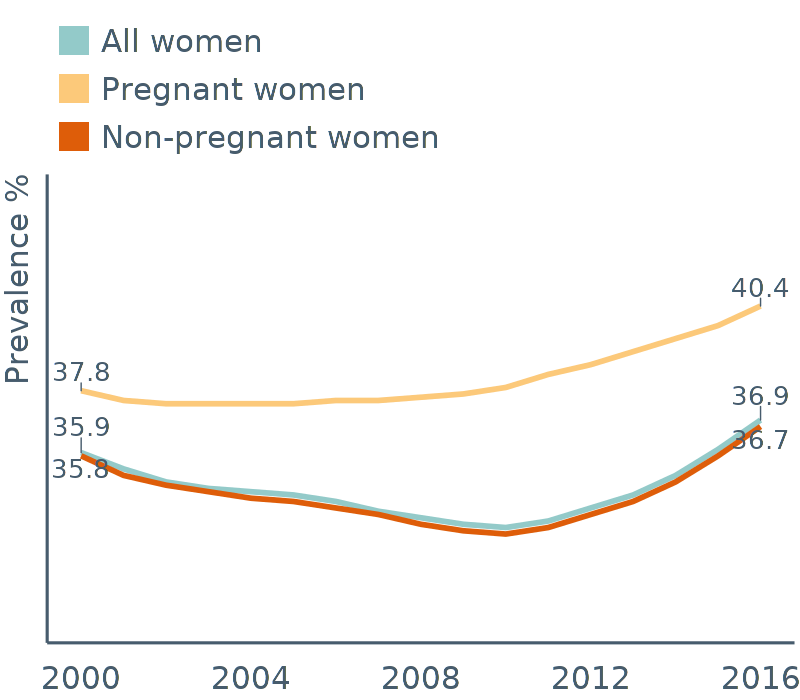 All women
Pregnant women
Non-pregnant women
Prevalence %
40.4
37.8
36.9
35.9
36.7
35.8
2000 2004 2008 2012 2016